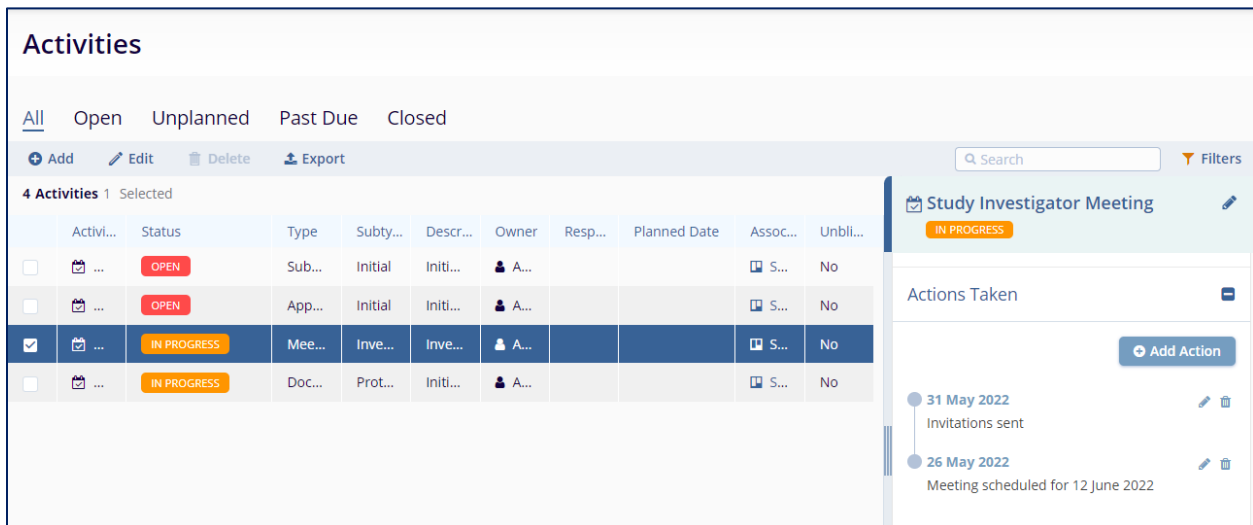 Activities
All Open Unplanned Past Due Closed
Add Edit Delete Export Search Filters
4 Activities 1 Selected
Activi... Status Type Subty... Descr... Owner Resp... Planned Date Assoc... Unbli...
... OPEN Sub... Initial Initi... A... S... No
... OPEN App... Initial Initi... A... S... No
... IN PROGRESS Mee... Inve... Inve... A... S... No
... IN PROGRESS Doc... Prot... Initi... A... S... No
Study Investigator Meeting
IN PROGRESS
Actions Taken
Add Action
31 May 2022
Invitations sent
26 May 2022
Meeting scheduled for 12 June 2022